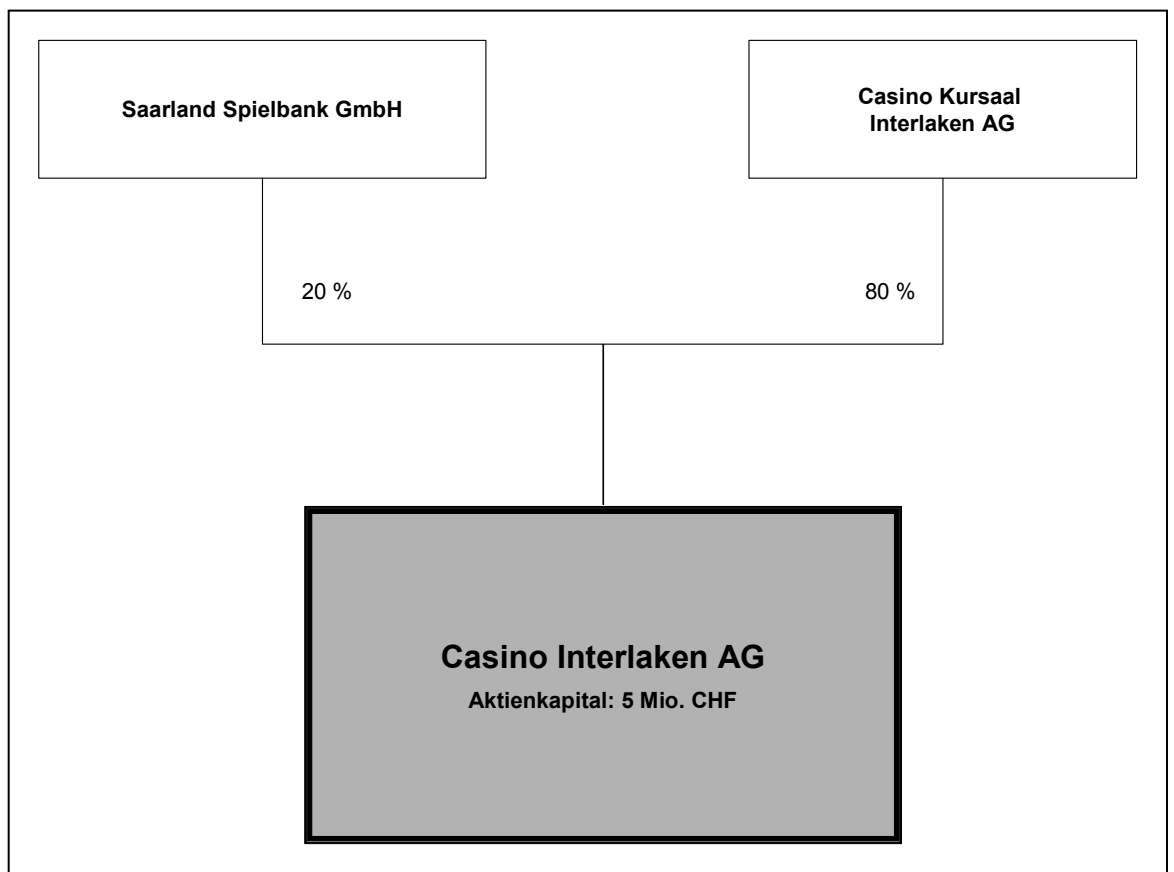 Saarland Spielbank GmbH
Casino Kursaal
Interlaken AG
20 %
80 %
Casino Interlaken AG
Aktienkapital: 5 Mio. CHF